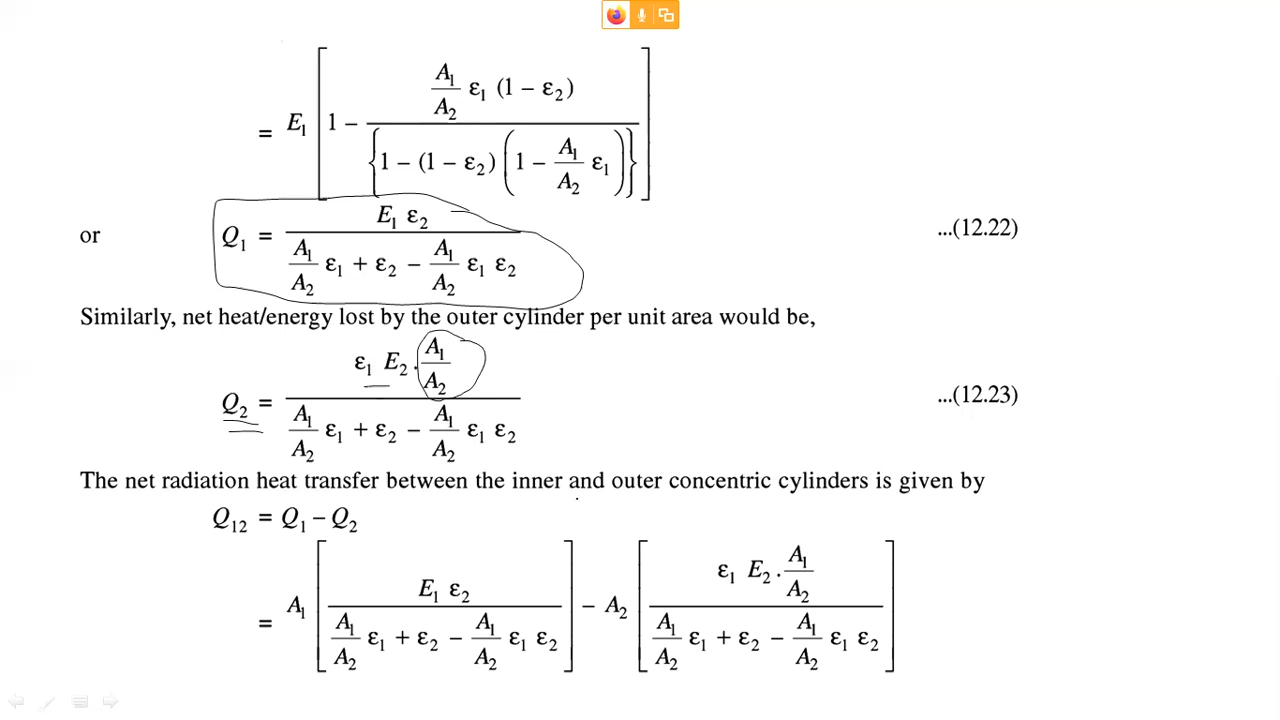 = E₁ [1 − (A₁/A₂ ε₁ (1 − ε₂)) / {1 − (1 − ε₂) (1 − A₁/A₂ ε₁)}]
or Q₁ = (E₁ ε₂) / (A₁/A₂ ε₁ + ε₂ − A₁/A₂ ε₁ ε₂) ...(12.22)
Similarly, net heat/energy lost by the outer cylinder per unit area would be,
Q₂ = (ε₁ E₂ . A₁/A₂) / (A₁/A₂ ε₁ + ε₂ − A₁/A₂ ε₁ ε₂) ...(12.23)
The net radiation heat transfer between the inner and outer concentric cylinders is given by
Q₁₂ = Q₁ − Q₂
= A₁ [(E₁ ε₂) / (A₁/A₂ ε₁ + ε₂ − A₁/A₂ ε₁ ε₂)] − A₂ [(ε₁ E₂ . A₁/A₂) / (A₁/A₂ ε₁ + ε₂ − A₁/A₂ ε₁ ε₂)]